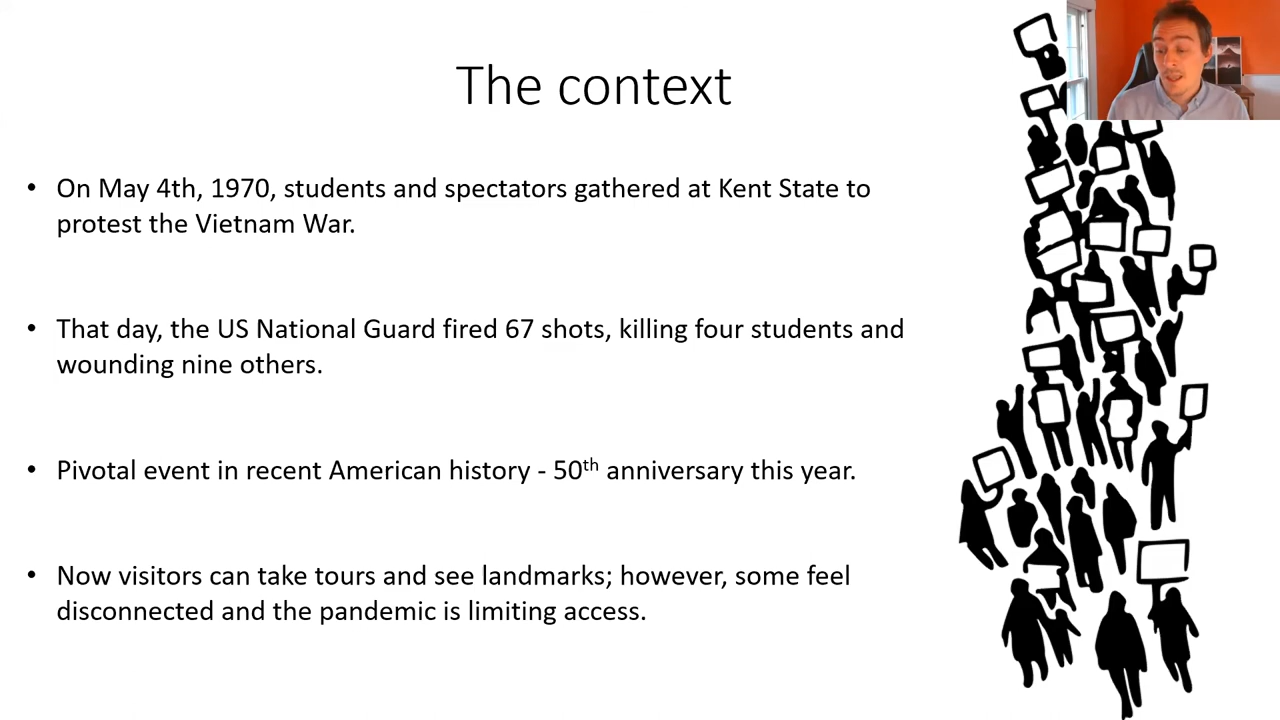 The context
• On May 4th, 1970, students and spectators gathered at Kent State to
protest the Vietnam War.
• That day, the US National Guard fired 67 shots, killing four students and
wounding nine others.
• Pivotal event in recent American history - 50th anniversary this year.
• Now visitors can take tours and see landmarks; however, some feel
disconnected and the pandemic is limiting access.